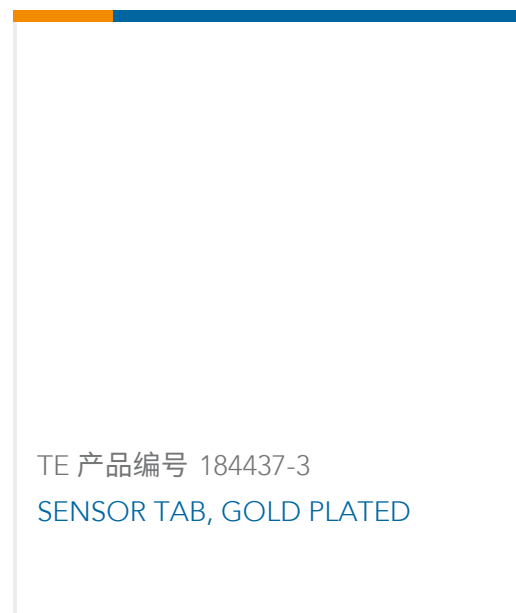 TE 产品编号 184437-3
SENSOR TAB, GOLD PLATED